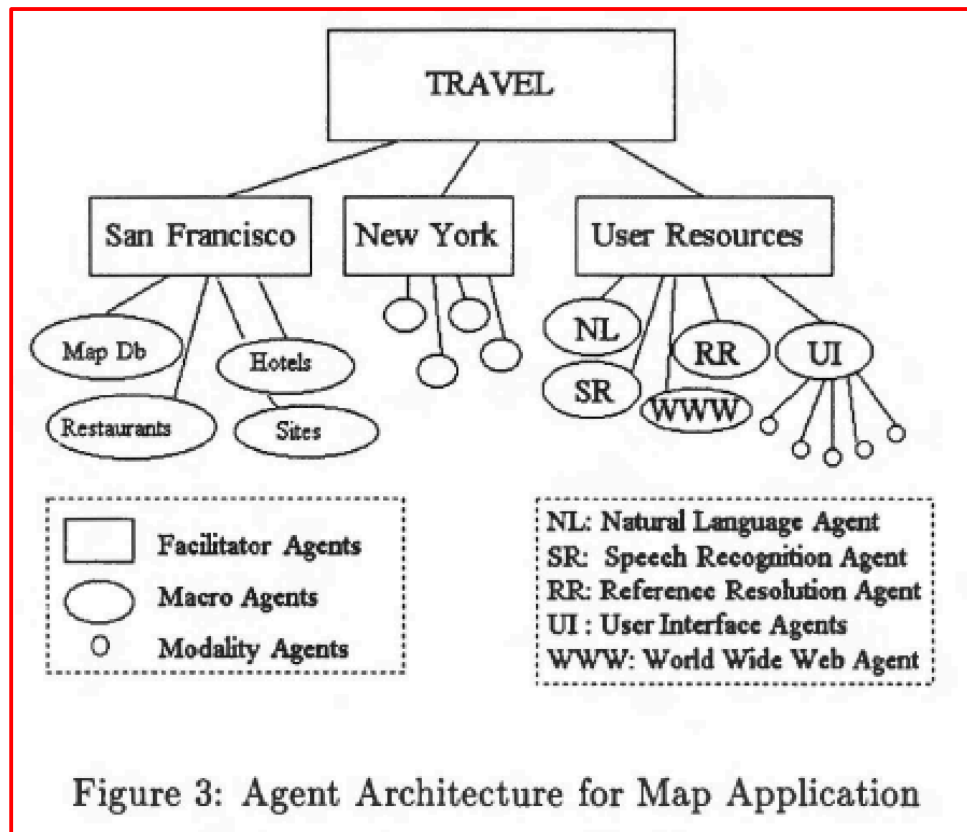 TRAVEL
San Francisco
New York
User Resources
Map Db
Hotels
Restaurants
Sites
NL
RR
UI
SR
WWW
Facilitator Agents
Macro Agents
Modality Agents
NL: Natural Language Agent
SR: Speech Recognition Agent
RR: Reference Resolution Agent
UI : User Interface Agents
WWW: World Wide Web Agent
Figure 3: Agent Architecture for Map Application